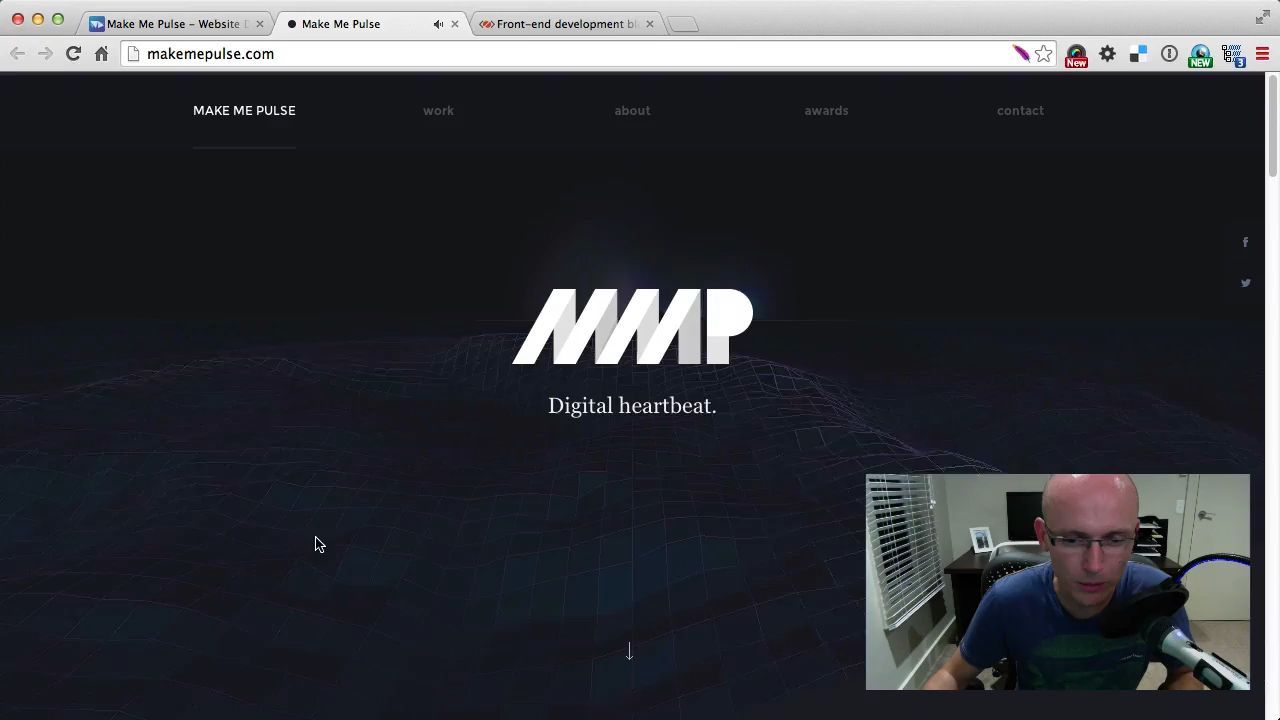 Make Me Pulse – Website D
Make Me Pulse
Front-end development bl
makemepulse.com
New
NEW
3
MAKE ME PULSE
work
about
awards
contact
MMP
Digital heartbeat.